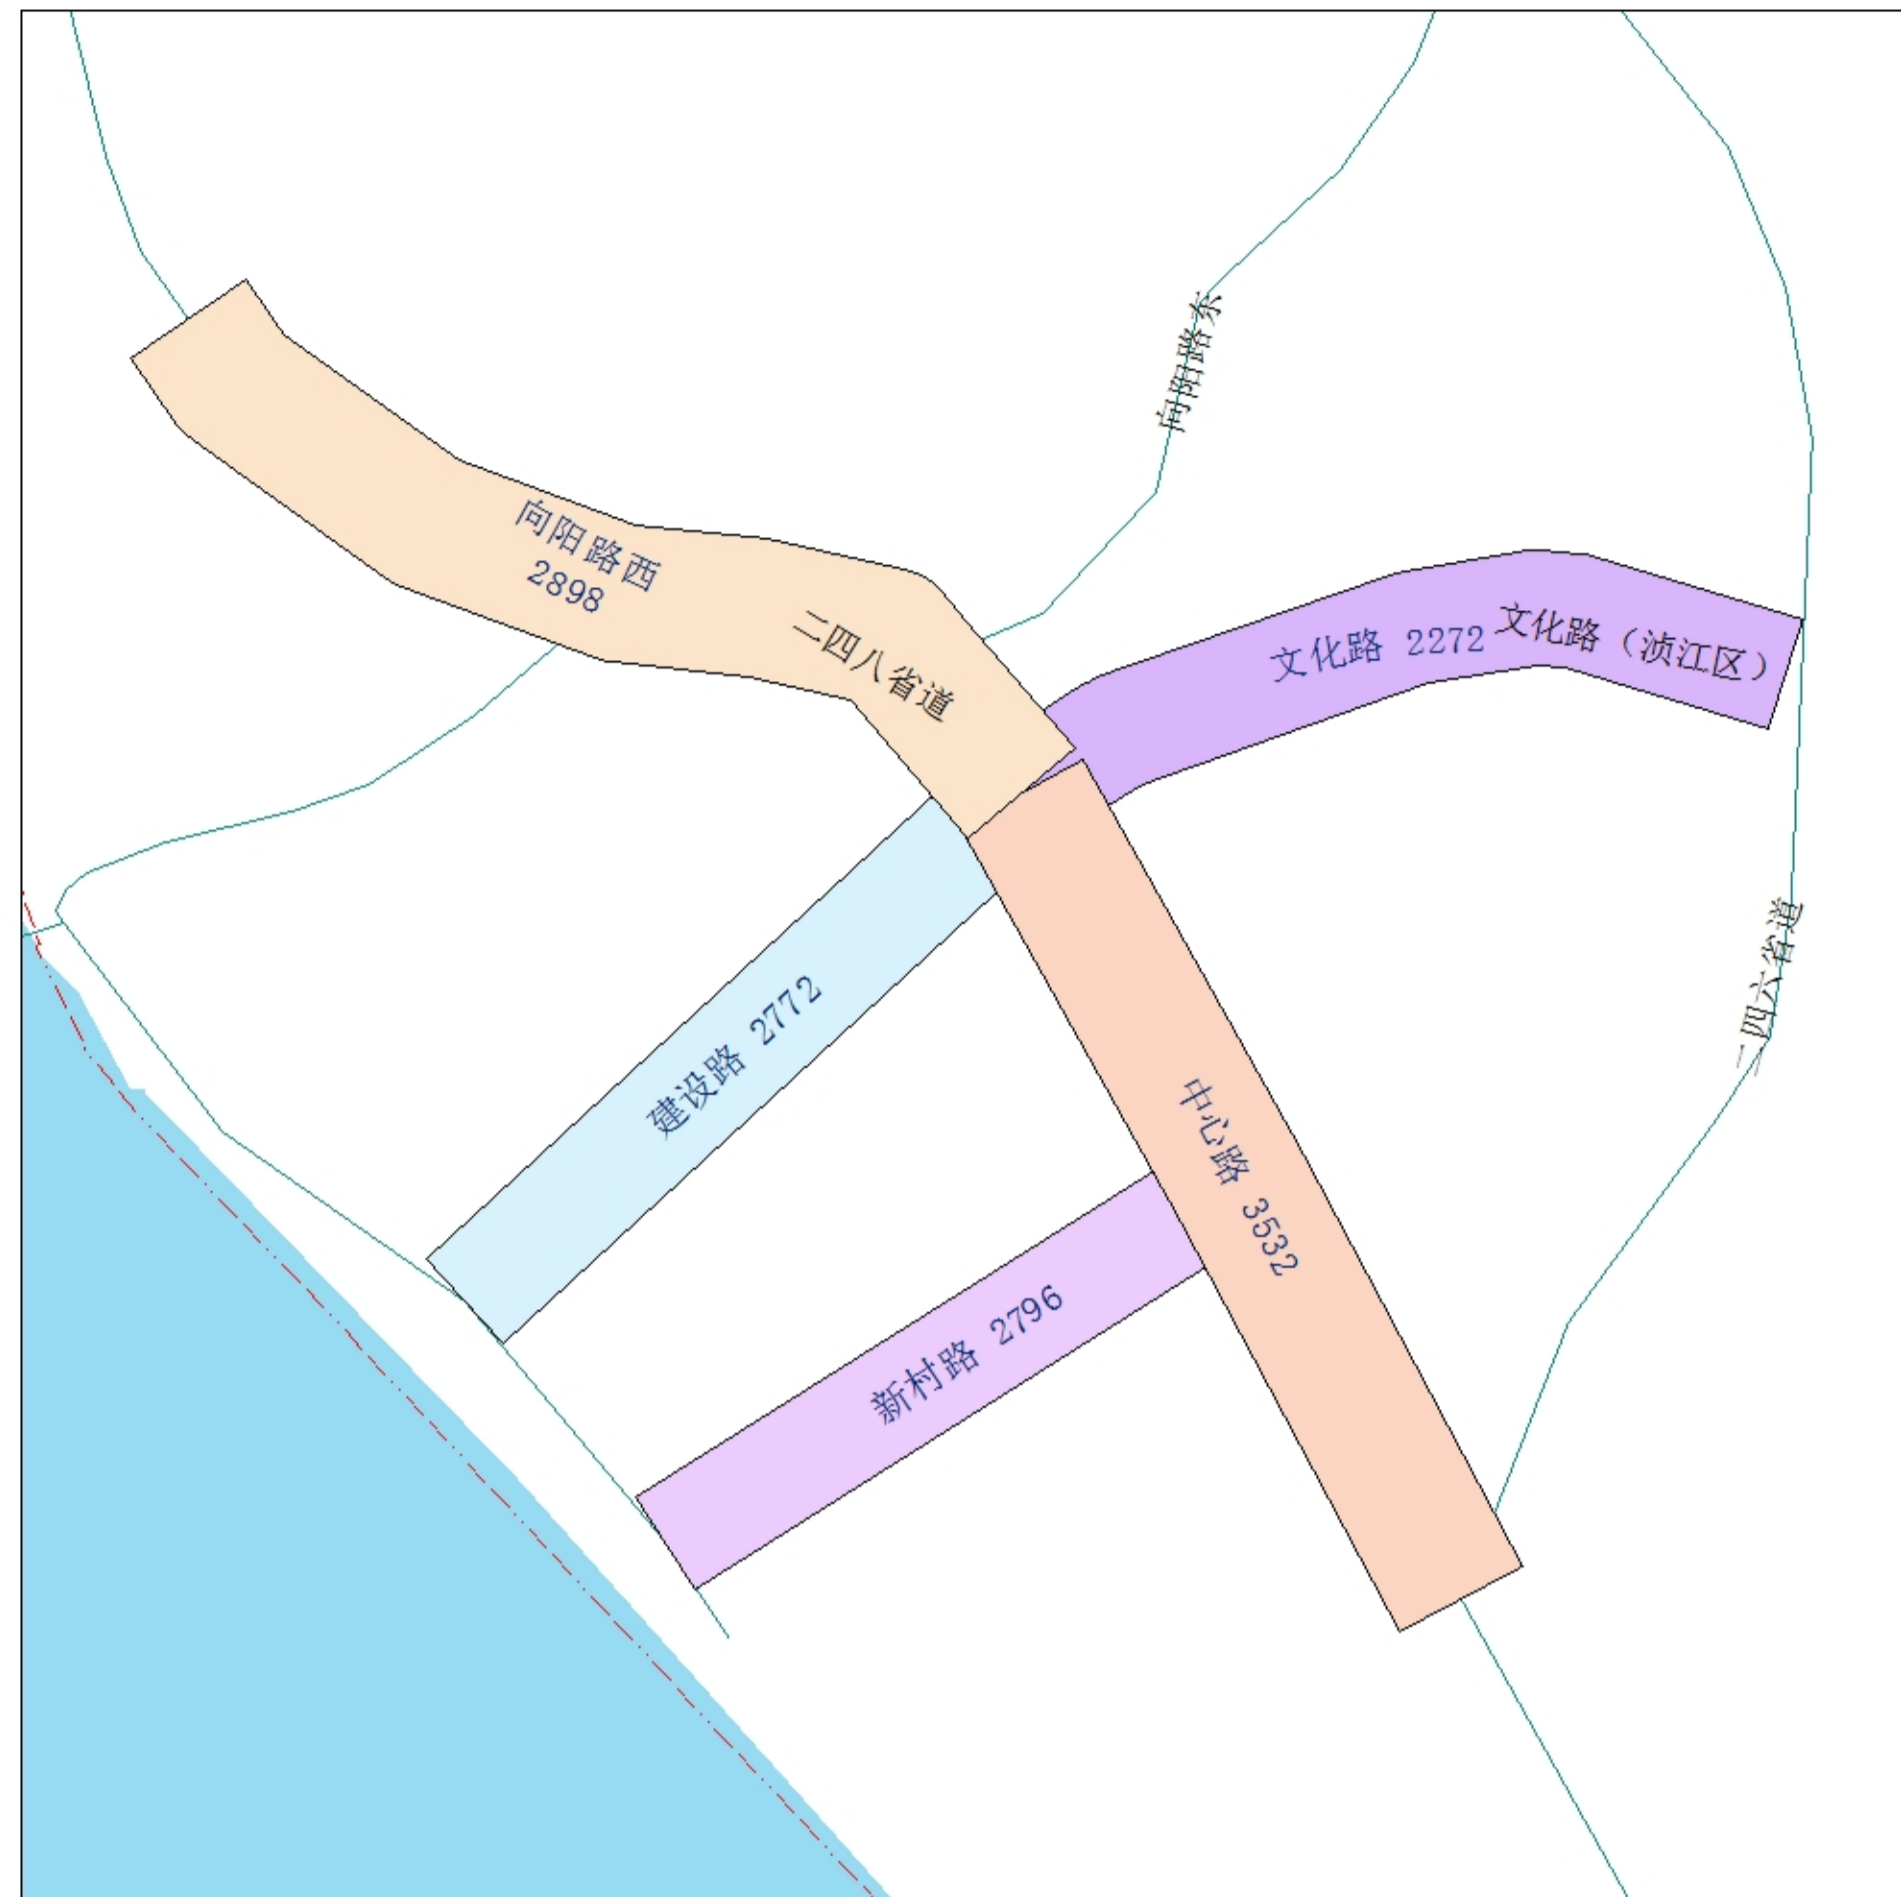 向阳路东
向阳路西
2898
二四八省道
文化路 2272
文化路（浈江区）
二四六省道
建设路 2772
中心路 3532
新村路 2796